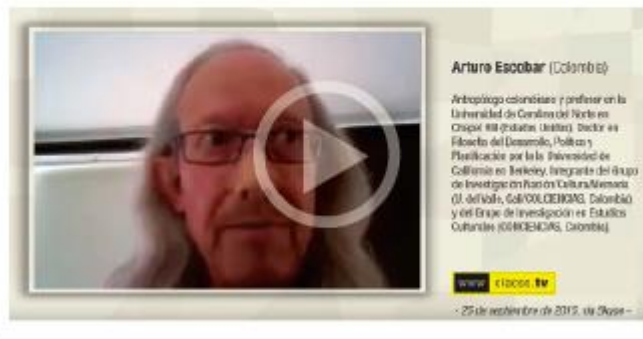 Arturo Escobar (Colombia)
Antropólogo colombiano y profesor en la
Universidad de Carolina del Norte en
Chapel Hill (Estados Unidos). Doctor en
Filosofía del Desarrollo, Política y
Planificación por la la Universidad de
California en Berkeley. Integrante del Grupo
de Investigación Nación/Cultura/Memoria
(U. del Valle, Cali/COLCIENCIAS, Colombia)
y del Grupo de Investigación en Estudios
Culturales (CONCIENCIAS, Colombia).
www clacso.tv
- 25 de septiembre de 2015, vía Skype -